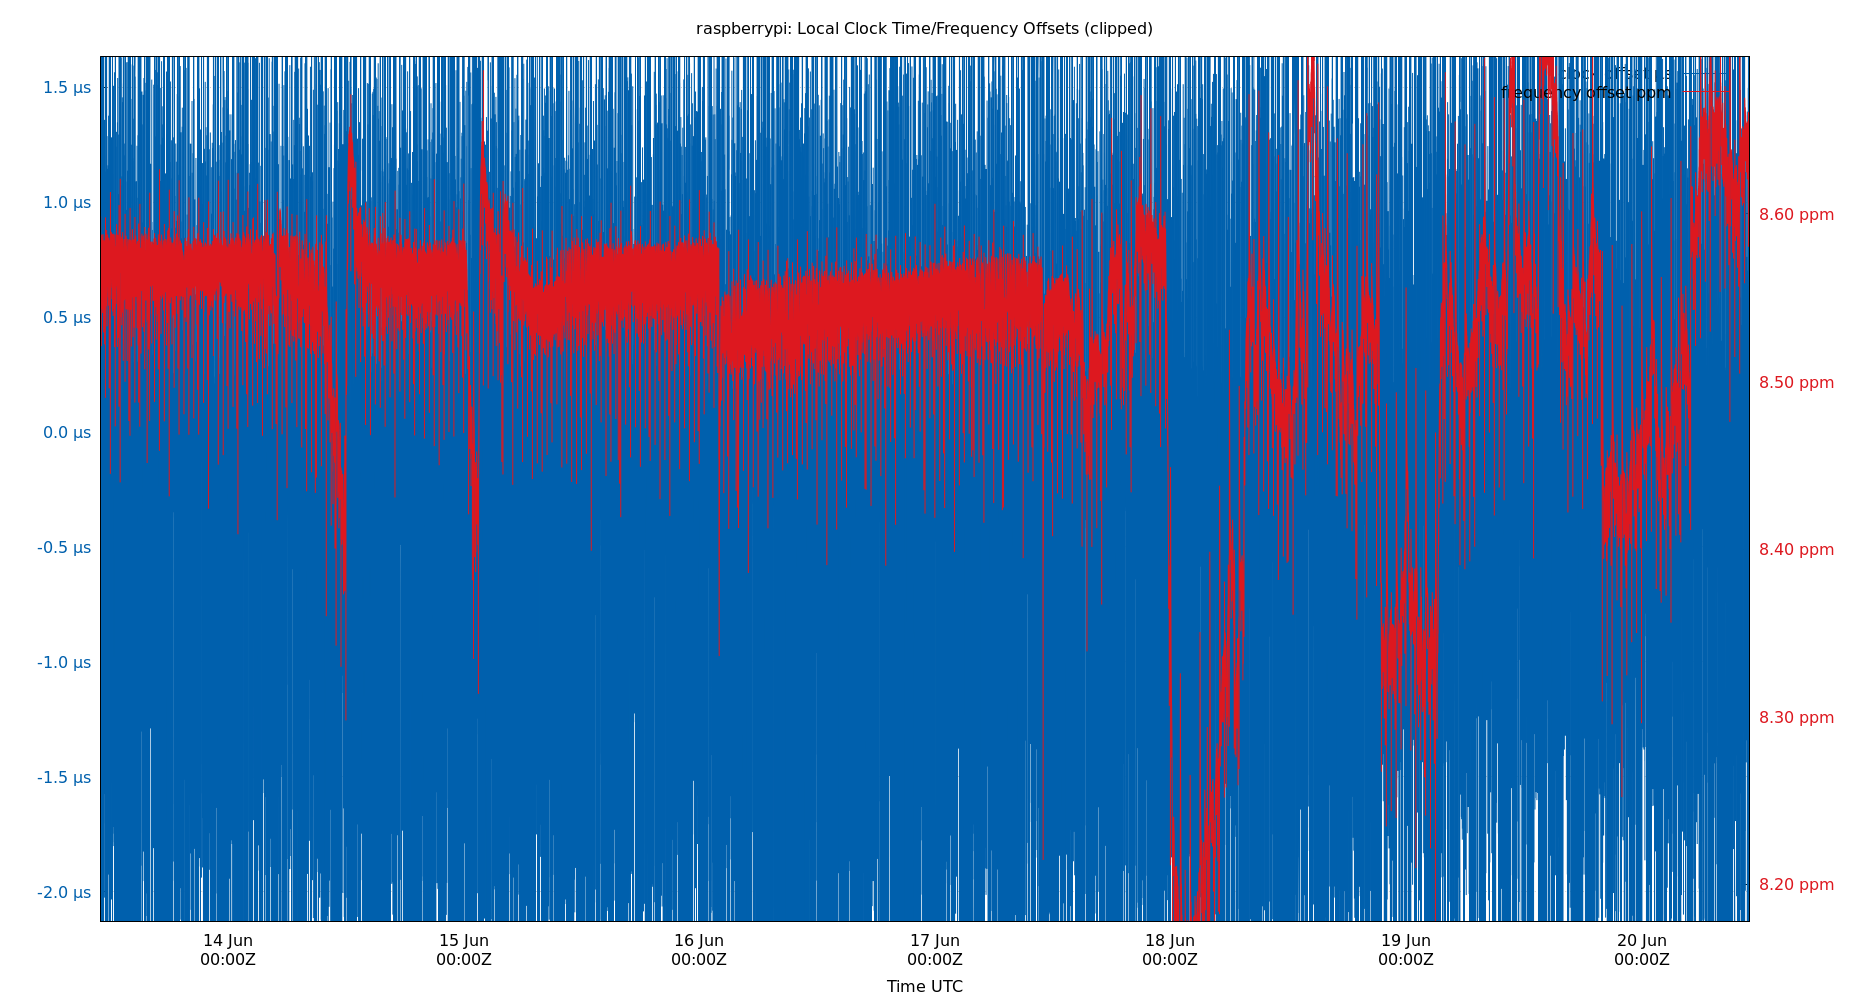 raspberrypi: Local Clock Time/Frequency Offsets (clipped)
clock offset µs
frequency offset ppm
1.5 µs
1.0 µs
0.5 µs
0.0 µs
-0.5 µs
-1.0 µs
-1.5 µs
-2.0 µs
8.60 ppm
8.50 ppm
8.40 ppm
8.30 ppm
8.20 ppm
14 Jun
00:00Z
15 Jun
00:00Z
16 Jun
00:00Z
17 Jun
00:00Z
18 Jun
00:00Z
19 Jun
00:00Z
20 Jun
00:00Z
Time UTC